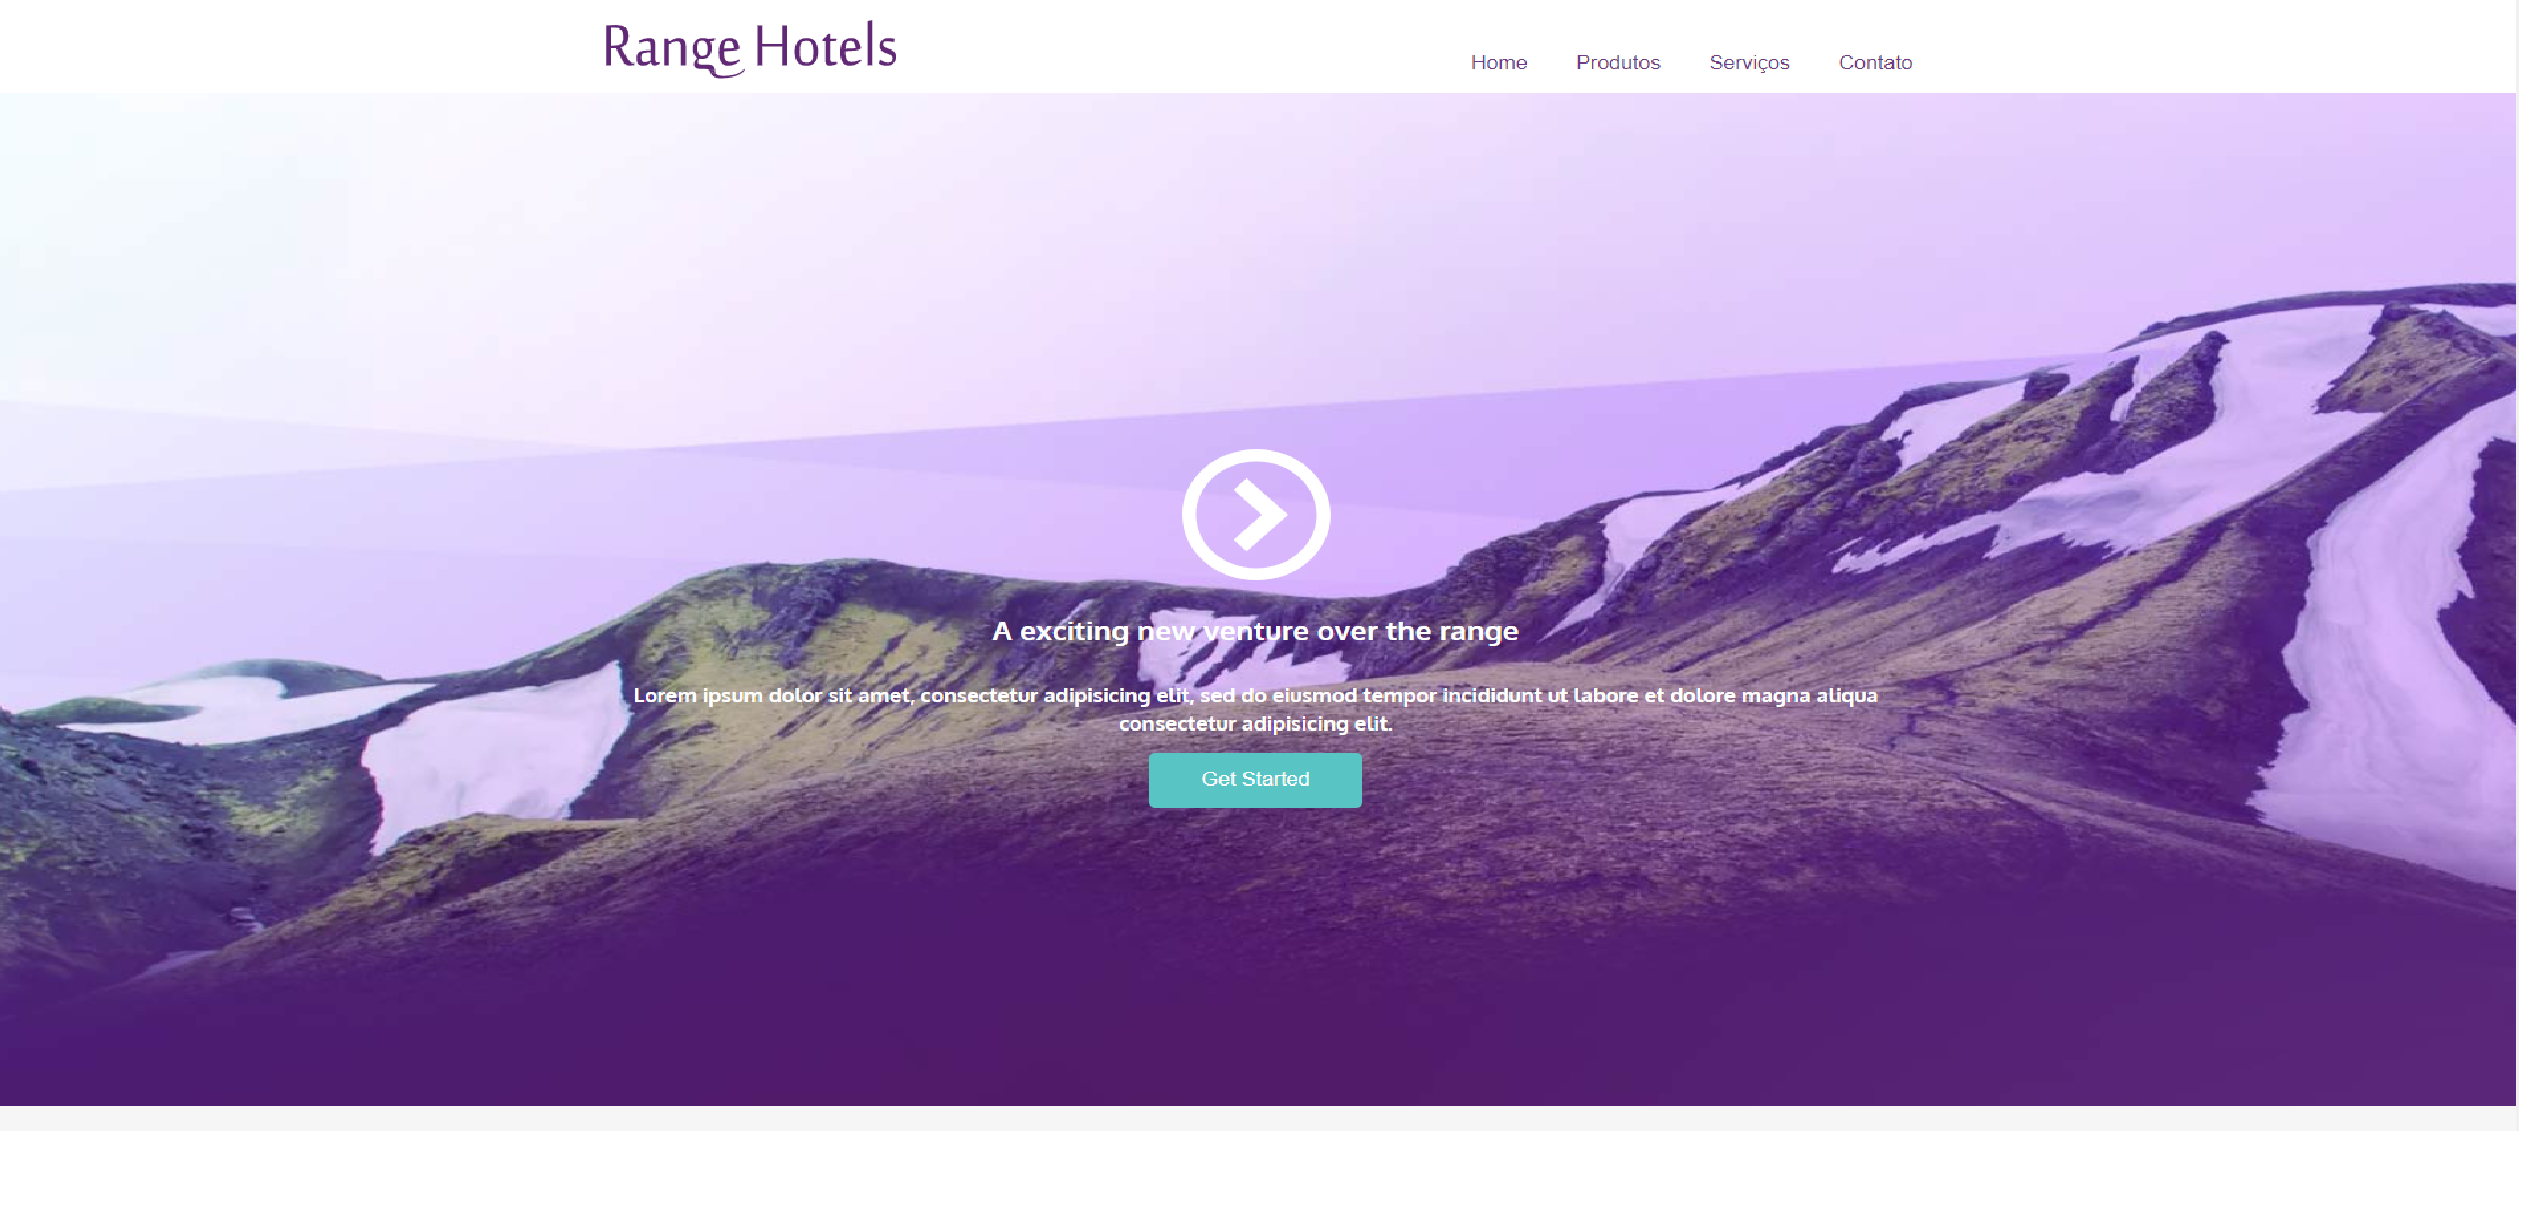 Range Hotels
Home Produtos Serviços Contato
A exciting new venture over the range
Lorem ipsum dolor sit amet, consectetur adipisicing elit, sed do eiusmod tempor incididunt ut labore et dolore magna aliqua
consectetur adipisicing elit.
Get Started